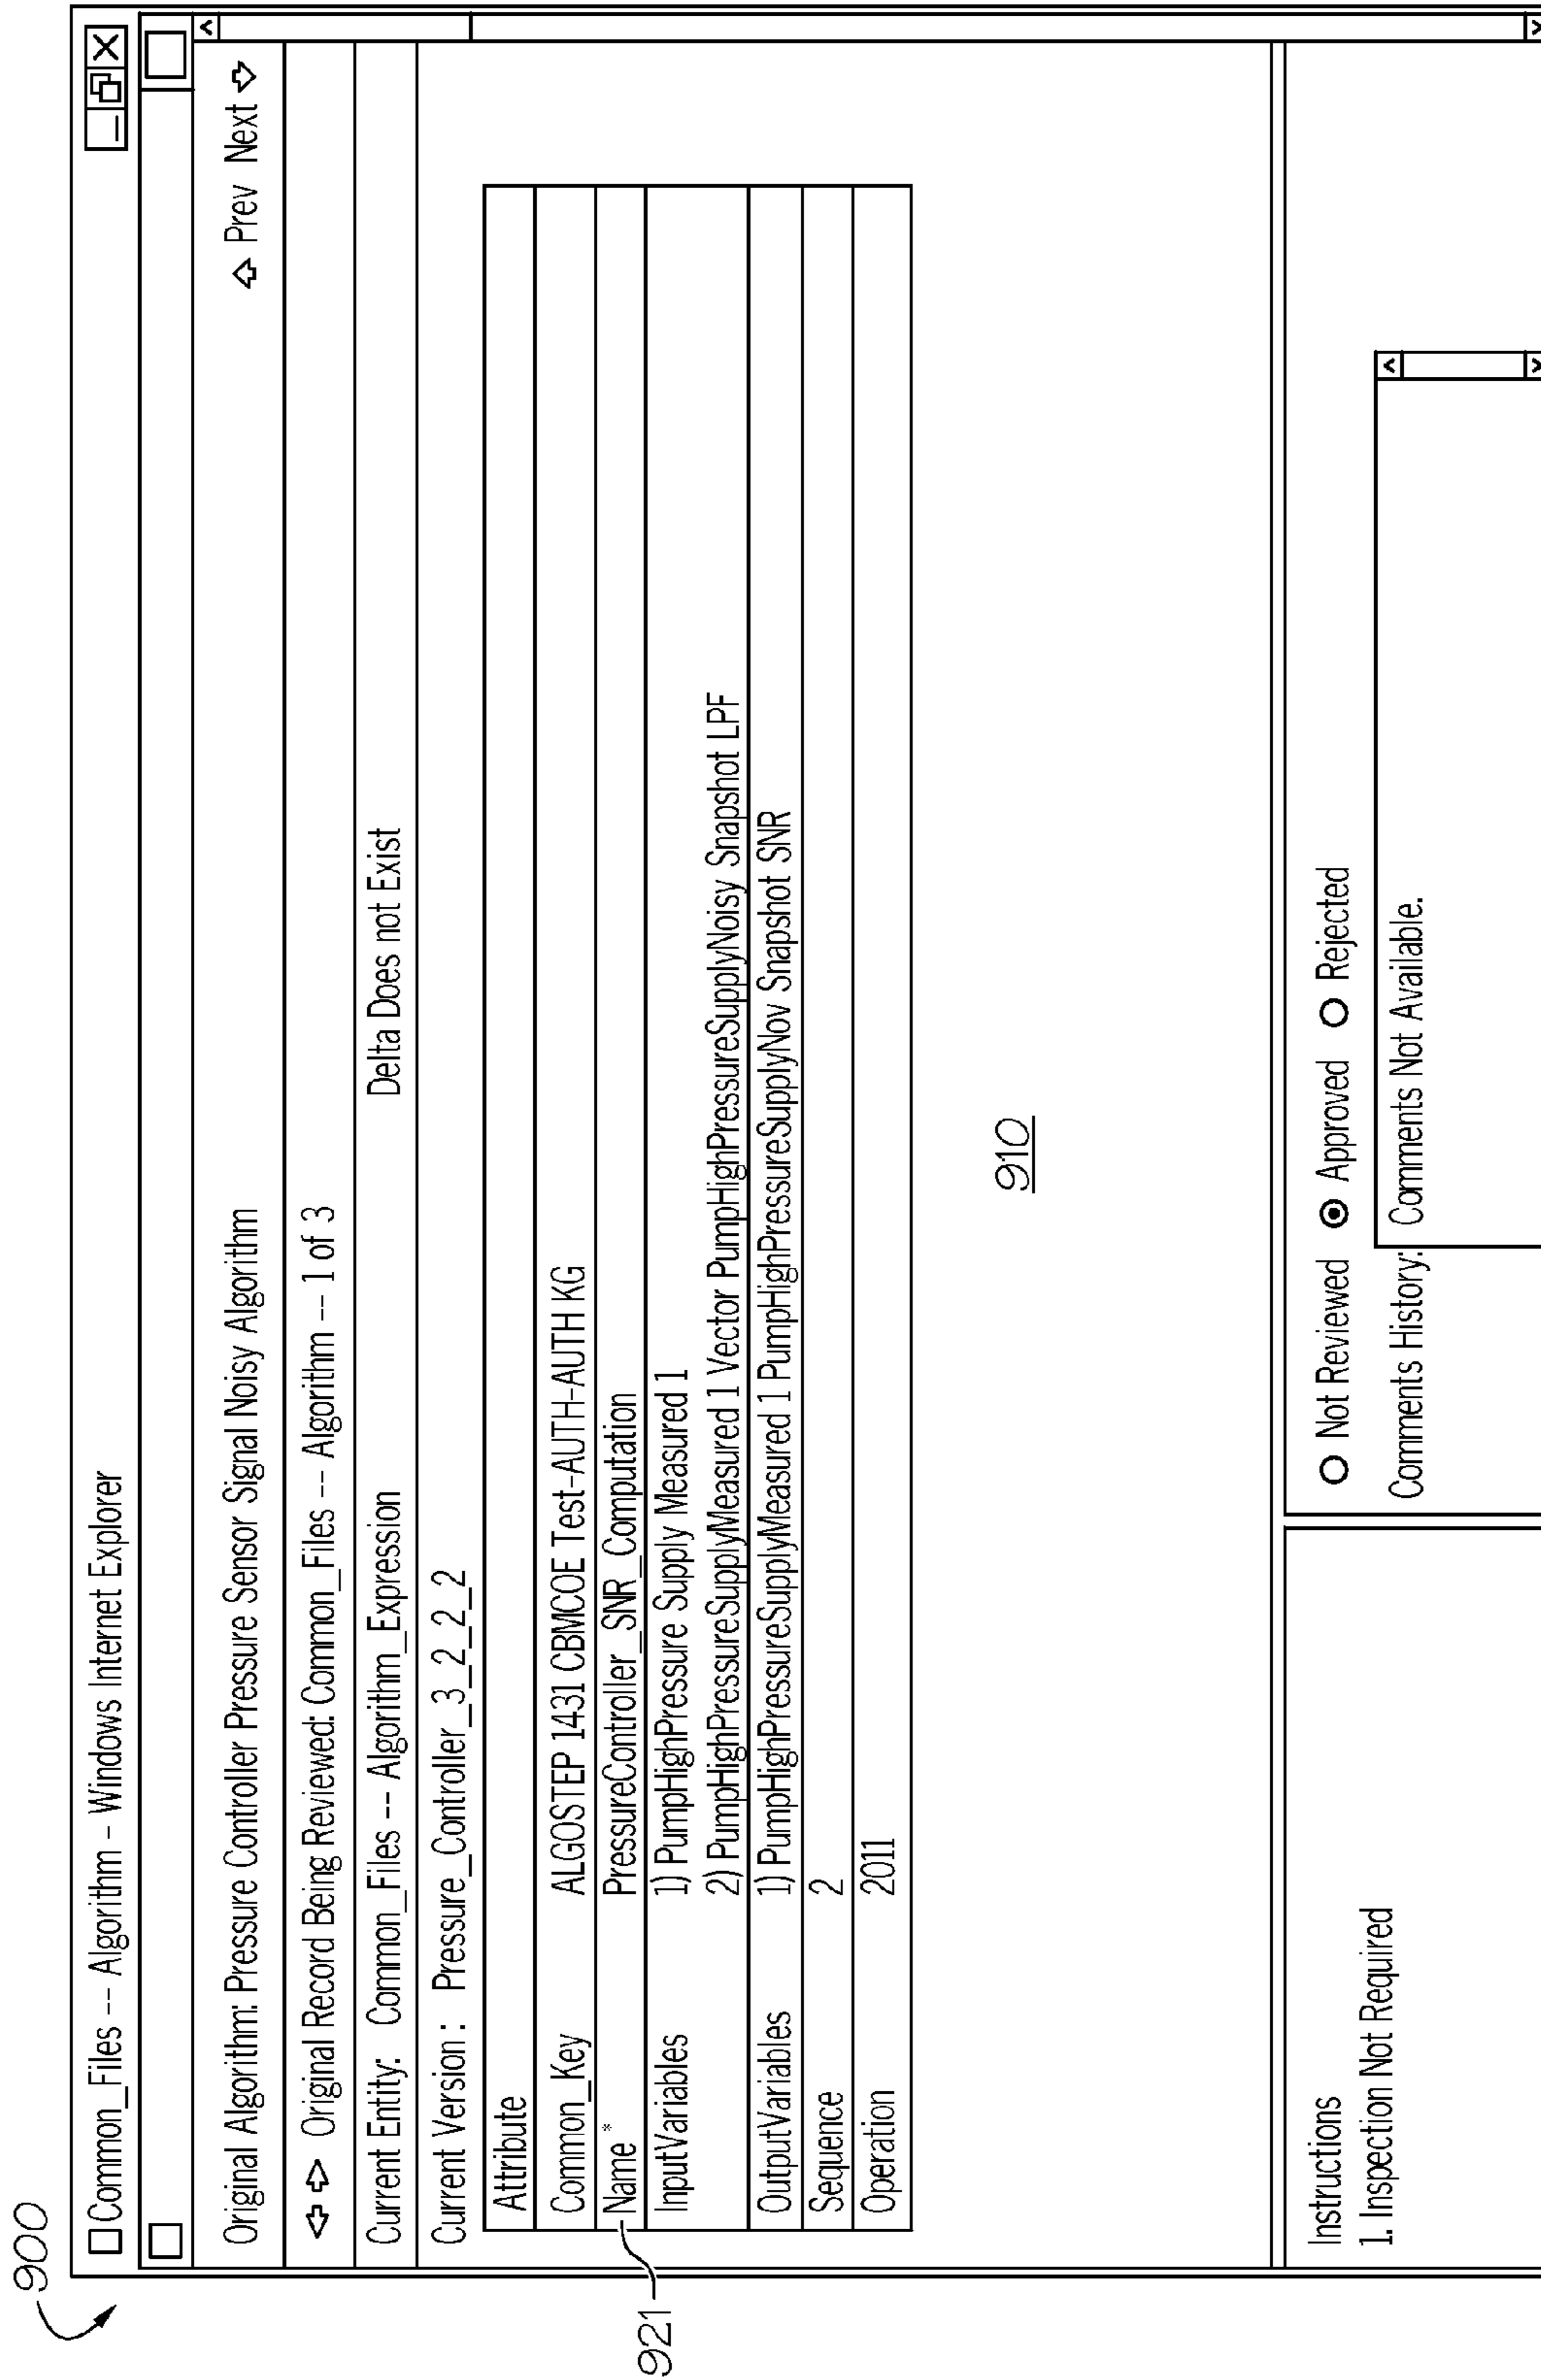 900
Common_Files -- Algorithm - Windows Internet Explorer
Original Algorithm: Pressure Controller Pressure Sensor Signal Noisy Algorithm
Prev Next
Original Record Being Reviewed: Common_Files -- Algorithm -- 1 of 3
Current Entity: Common_Files -- Algorithm_Expression Delta Does not Exist
Current Version : Pressure_Controller_3_2_2_2_2
Attribute
Common_Key ALGOSTEP 1431 CBMCOE Test-AUTH-AUTH KG
Name* PressureController_SNR_Computation
921
InputVariables 1) PumpHighPressure Supply Measured 1
2) PumpHighPressureSupplyMeasured 1 Vector PumpHighPressureSupplyNoisy Snapshot LPF
OutputVariables 1) PumpHighPressureSupplyMeasured 1 PumpHighPressureSupplyNov Snapshot SNR
Sequence 2
Operation 2011
910
Instructions
1. Inspection Not Required
Not Reviewed Approved Rejected
Comments History: Comments Not Available.